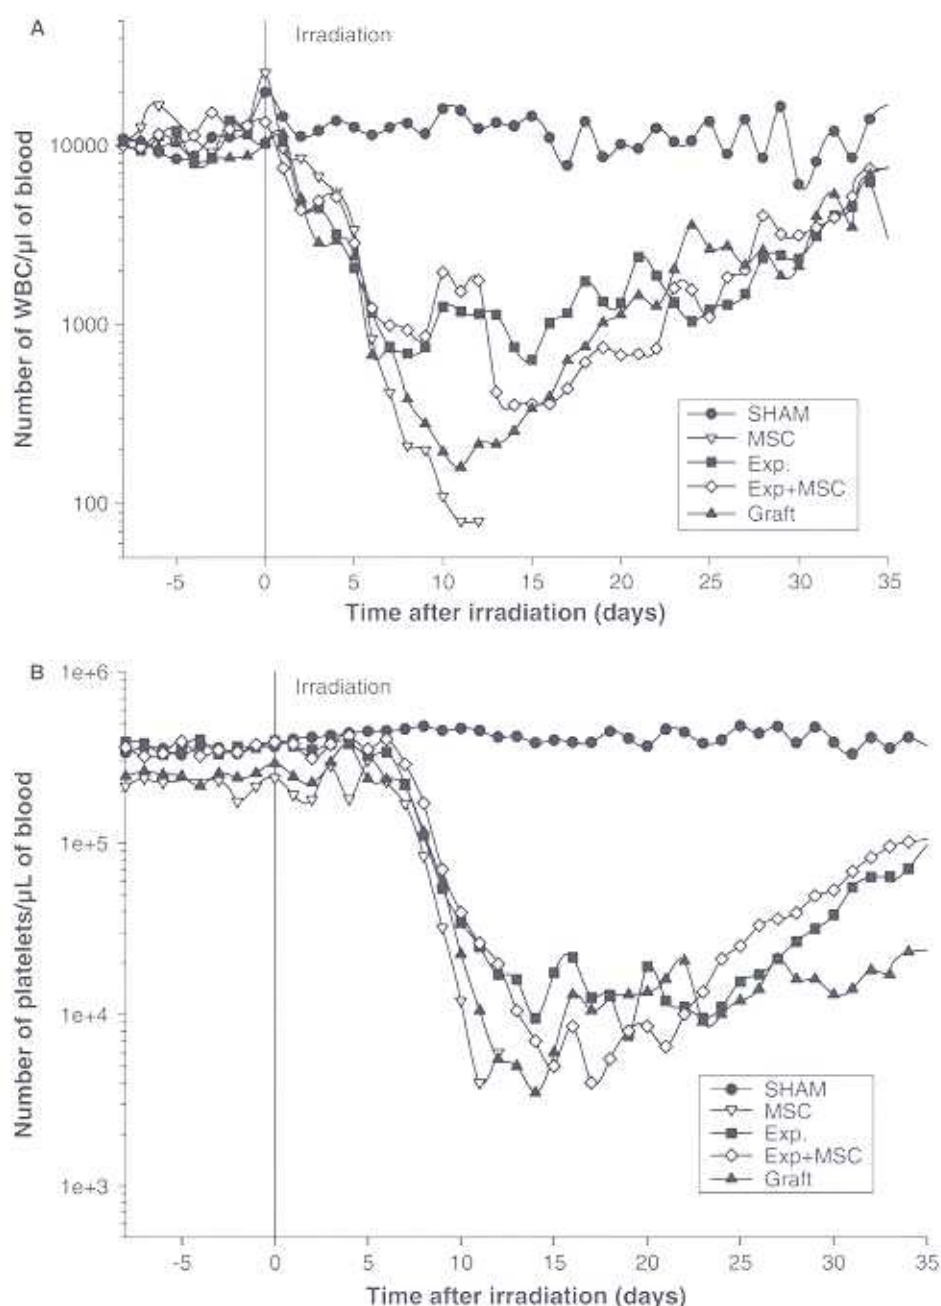 A
Irradiation
Number of WBC/µl of blood
10000
1000
100
SHAM
MSC
Exp.
Exp+MSC
Graft
-5 0 5 10 15 20 25 30 35
Time after irradiation (days)
B
Irradiation
Number of platelets/µL of blood
1e+6
1e+5
1e+4
1e+3
SHAM
MSC
Exp.
Exp+MSC
Graft
-5 0 5 10 15 20 25 30 35
Time after irradiation (days)